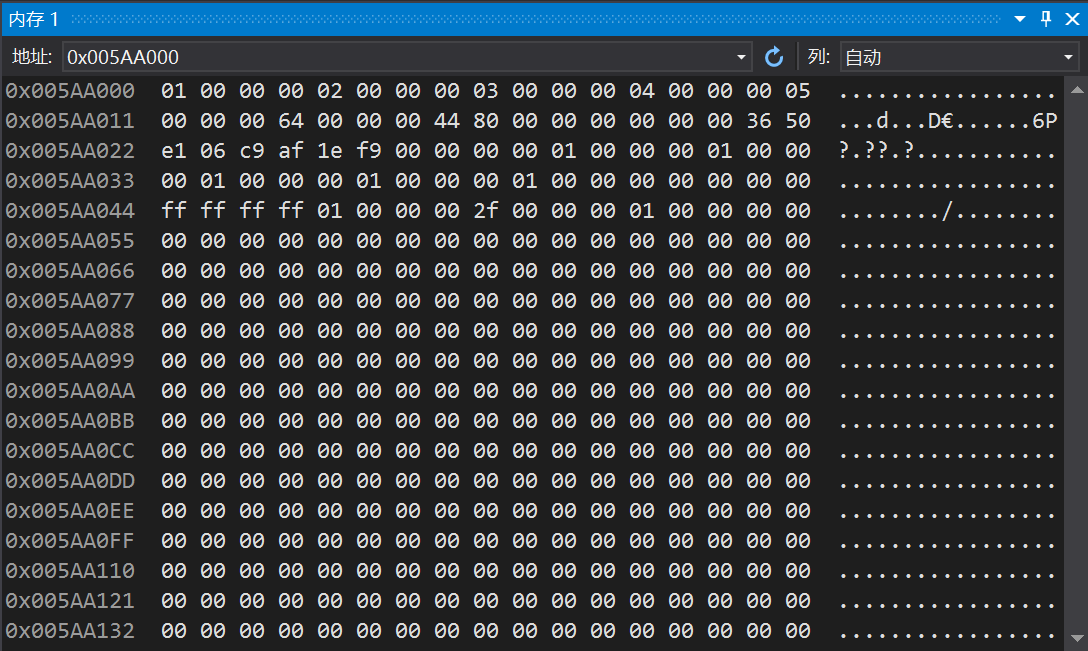 内存 1
地址: 0x005AA000 列: 自动
0x005AA000 01 00 00 00 02 00 00 00 03 00 00 00 04 00 00 00 05 .................
0x005AA011 00 00 00 64 00 00 00 44 80 00 00 00 00 00 00 36 50 ...d...D€......6P
0x005AA022 e1 06 c9 af 1e f9 00 00 00 00 01 00 00 00 01 00 00 ?.??.?...........
0x005AA033 00 01 00 00 00 01 00 00 00 01 00 00 00 00 00 00 00 .................
0x005AA044 ff ff ff ff 01 00 00 00 2f 00 00 00 01 00 00 00 00 ......../........
0x005AA055 00 00 00 00 00 00 00 00 00 00 00 00 00 00 00 00 00 .................
0x005AA066 00 00 00 00 00 00 00 00 00 00 00 00 00 00 00 00 00 .................
0x005AA077 00 00 00 00 00 00 00 00 00 00 00 00 00 00 00 00 00 .................
0x005AA088 00 00 00 00 00 00 00 00 00 00 00 00 00 00 00 00 00 .................
0x005AA099 00 00 00 00 00 00 00 00 00 00 00 00 00 00 00 00 00 .................
0x005AA0AA 00 00 00 00 00 00 00 00 00 00 00 00 00 00 00 00 00 .................
0x005AA0BB 00 00 00 00 00 00 00 00 00 00 00 00 00 00 00 00 00 .................
0x005AA0CC 00 00 00 00 00 00 00 00 00 00 00 00 00 00 00 00 00 .................
0x005AA0DD 00 00 00 00 00 00 00 00 00 00 00 00 00 00 00 00 00 .................
0x005AA0EE 00 00 00 00 00 00 00 00 00 00 00 00 00 00 00 00 00 .................
0x005AA0FF 00 00 00 00 00 00 00 00 00 00 00 00 00 00 00 00 00 .................
0x005AA110 00 00 00 00 00 00 00 00 00 00 00 00 00 00 00 00 00 .................
0x005AA121 00 00 00 00 00 00 00 00 00 00 00 00 00 00 00 00 00 .................
0x005AA132 00 00 00 00 00 00 00 00 00 00 00 00 00 00 00 00 00 .................